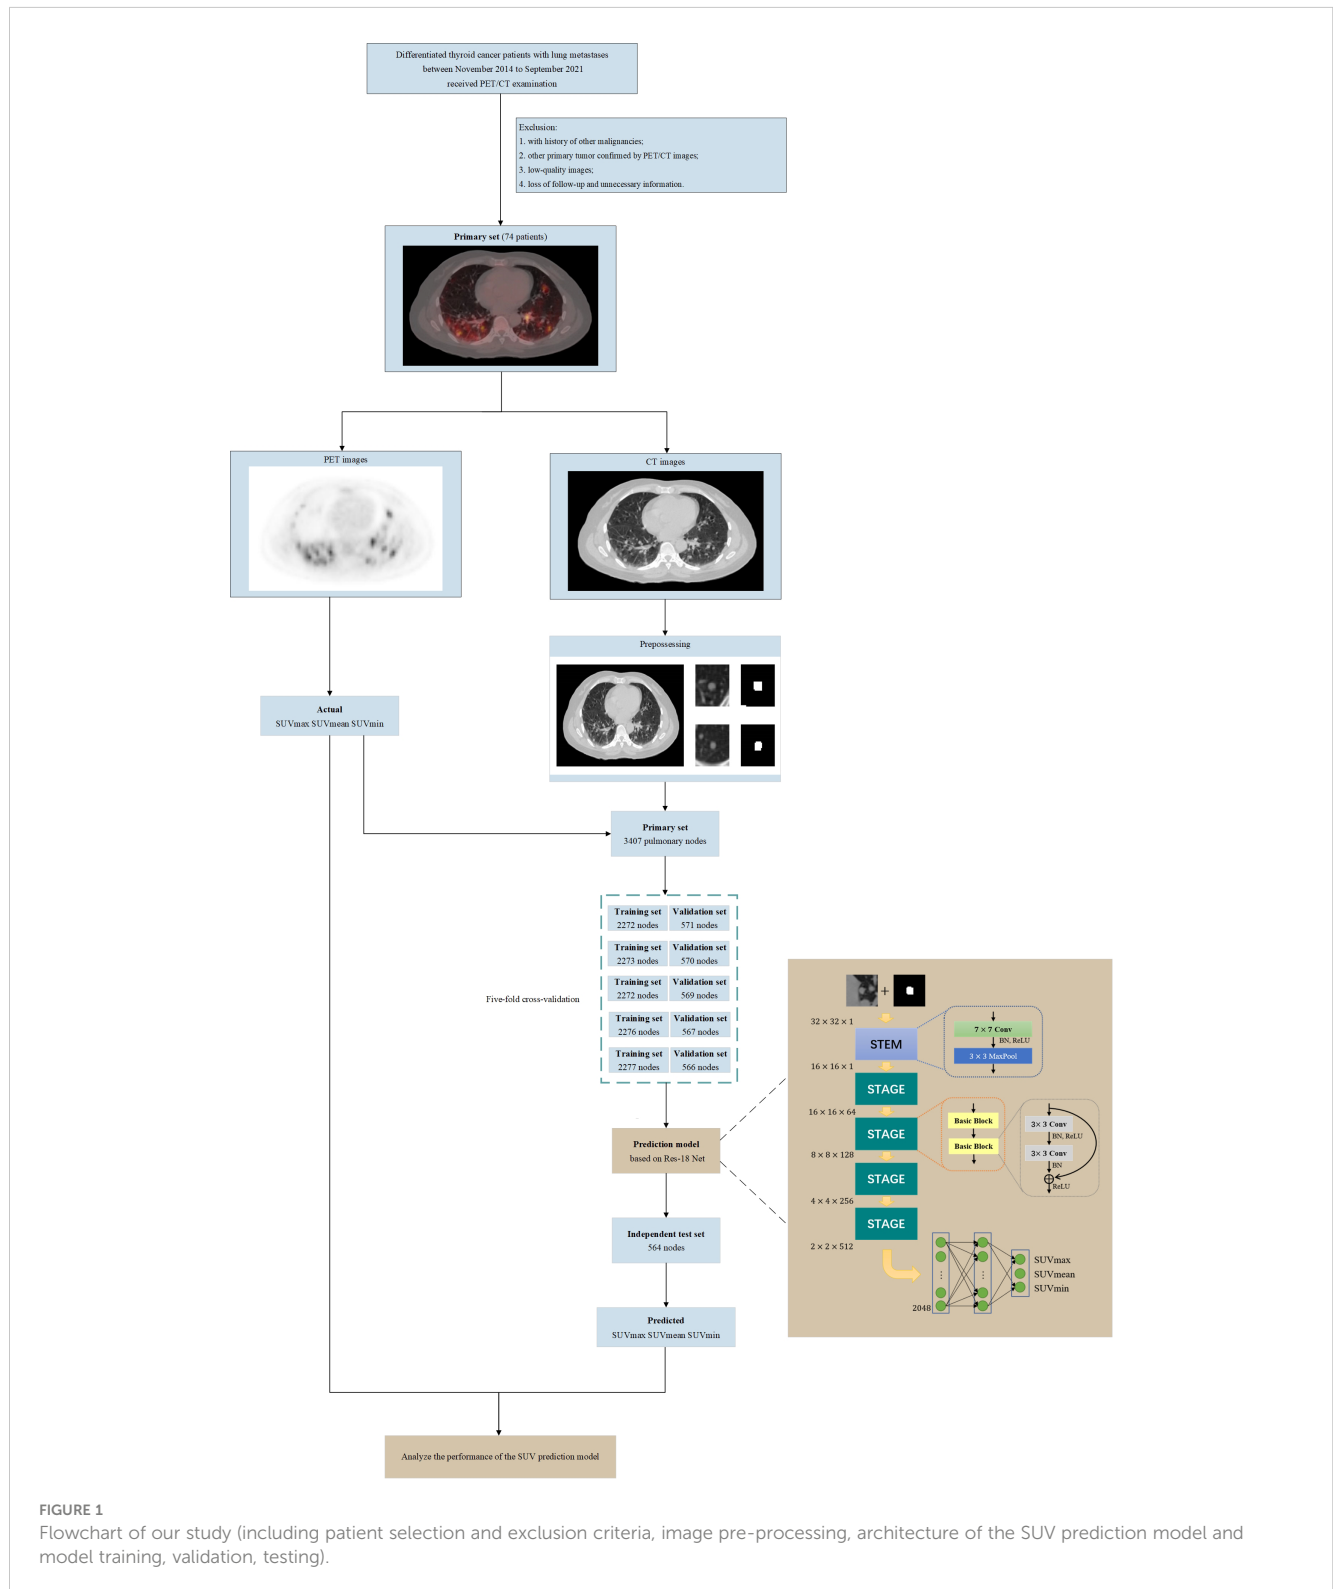 Differentiated thyroid cancer patients with lung metastases
between November 2014 to September 2021
received PET/CT examination
Exclusion:
1. with history of other malignancies;
2. other primary tumor confirmed by PET/CT images;
3. low-quality images;
4. loss of follow-up and unnecessary information.
Primary set (74 patients)
PET images
CT images
Prepossessing
Actual
SUVmax SUVmean SUVmin
Primary set
3407 pulmonary nodes
Five-fold cross-validation
Training set
2272 nodes
Validation set
571 nodes
Training set
2273 nodes
Validation set
570 nodes
Training set
2272 nodes
Validation set
569 nodes
Training set
2276 nodes
Validation set
567 nodes
Training set
2277 nodes
Validation set
566 nodes
Prediction model
based on Res-18 Net
Independent test set
564 nodes
Predicted
SUVmax SUVmean SUVmin
Analyze the performance of the SUV prediction model
+
32 × 32 × 1
STEM
7 × 7 Conv
BN, ReLU
3 × 3 MaxPool
16 × 16 × 1
STAGE
16 × 16 × 64
STAGE
Basic Block
Basic Block
3× 3 Conv
BN, ReLU
3× 3 Conv
BN
ReLU
8 × 8 × 128
STAGE
4 × 4 × 256
STAGE
2 × 2 × 512
2048
SUVmax
SUVmean
SUVmin
FIGURE 1
Flowchart of our study (including patient selection and exclusion criteria, image pre-processing, architecture of the SUV prediction model and
model training, validation, testing).